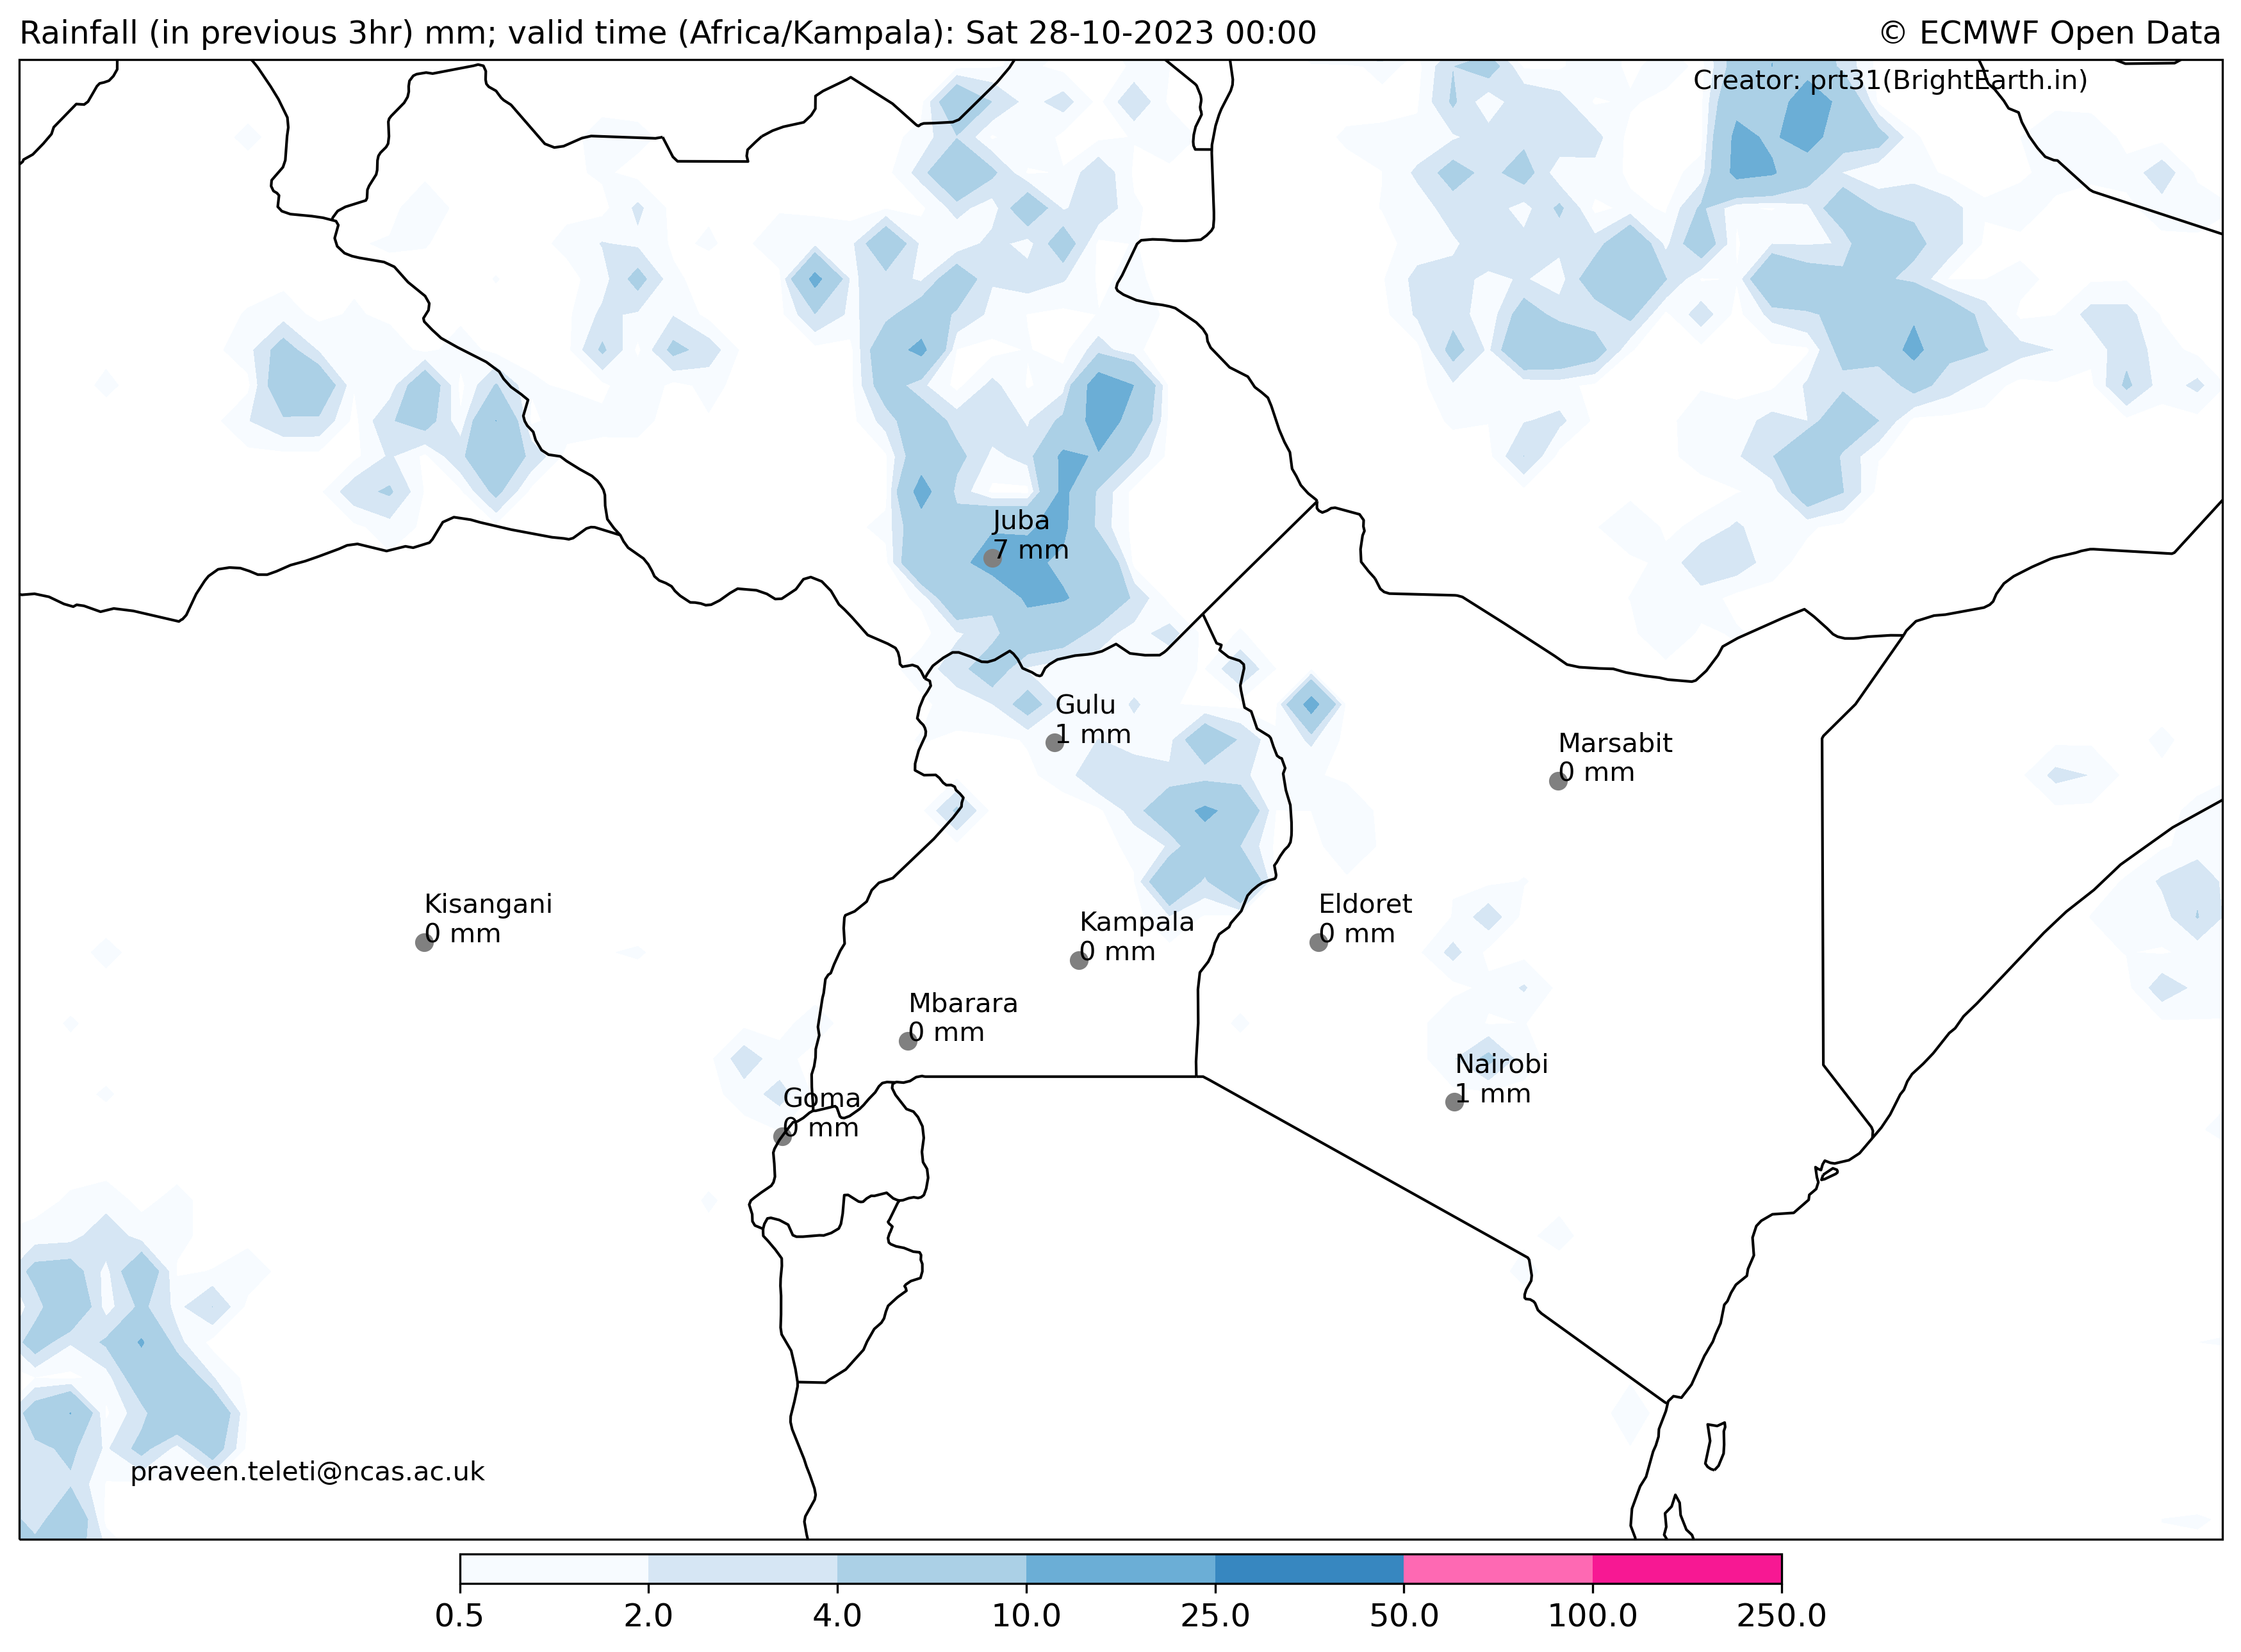 Rainfall (in previous 3hr) mm; valid time (Africa/Kampala): Sat 28-10-2023 00:00
© ECMWF Open Data
Creator: prt31(BrightEarth.in)
Juba
7 mm
Gulu
1 mm
Marsabit
0 mm
Kisangani
0 mm
Kampala
0 mm
Eldoret
0 mm
Mbarara
0 mm
Nairobi
1 mm
Goma
0 mm
praveen.teleti@ncas.ac.uk
0.5 2.0 4.0 10.0 25.0 50.0 100.0 250.0